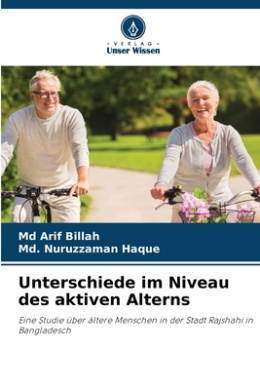 VERLAG
Unser Wissen
Md Arif Billah
Md. Nuruzzaman Haque
Unterschiede im Niveau
des aktiven Alterns
Eine Studie über ältere Menschen in der Stadt Rajshahi in
Bangladesch